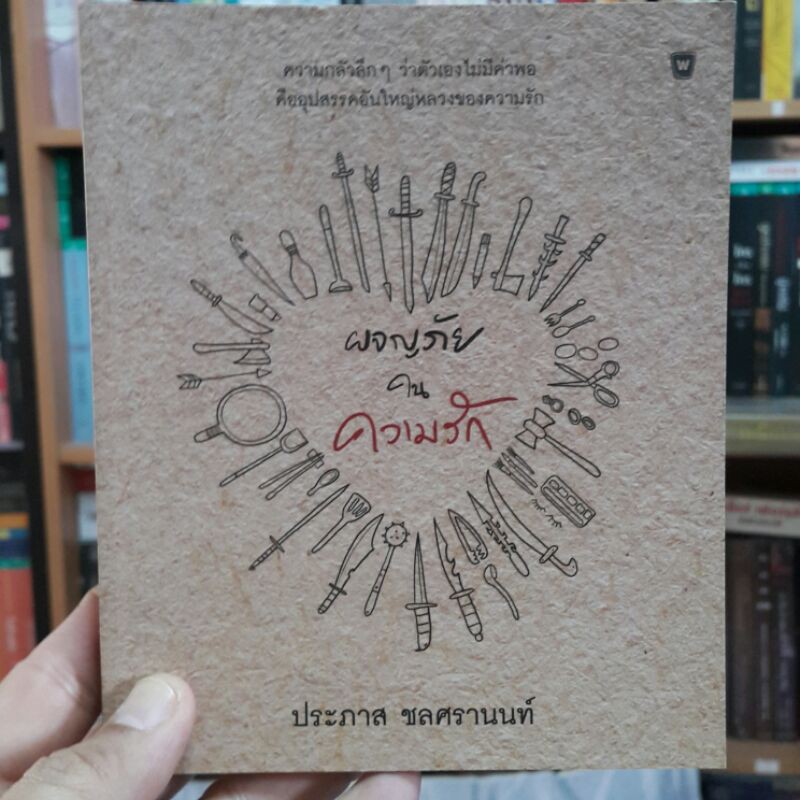 ความกลัวลึก ๆ ว่าตัวเองไม่มีค่าพอ
คืออุปสรรคอันใหญ่หลวงของความรัก
W
ผจญภัย
บน
ความรัก
ประภาส ชลศรานนท์